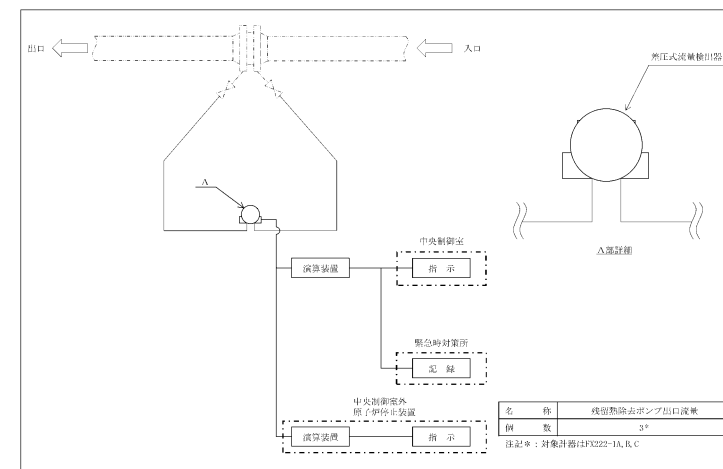 出口
入口
差圧式流量検出器
A
A部詳細
中央制御室
演算装置
指 示
緊急時対策所
記 録
中央制御室外
原子炉停止装置
演算装置
指 示
名 称 残留熱除去ポンプ出口流量
個 数 3*
注記*：対象計器はFX222-1A,B,C